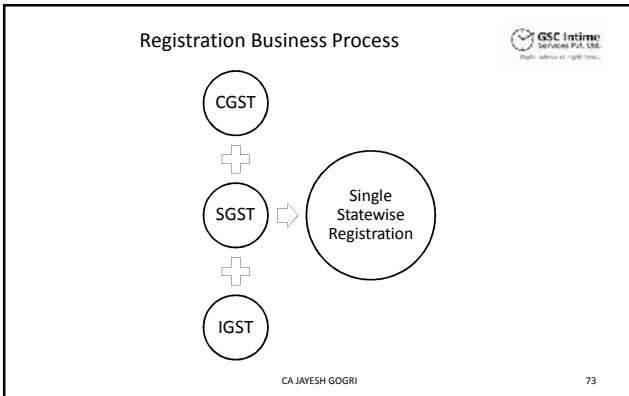 Registration Business Process
GSC Intime
Services Pvt. Ltd.
CGST
SGST
Single
Statewise
Registration
IGST
CA JAYESH GOGRI
73